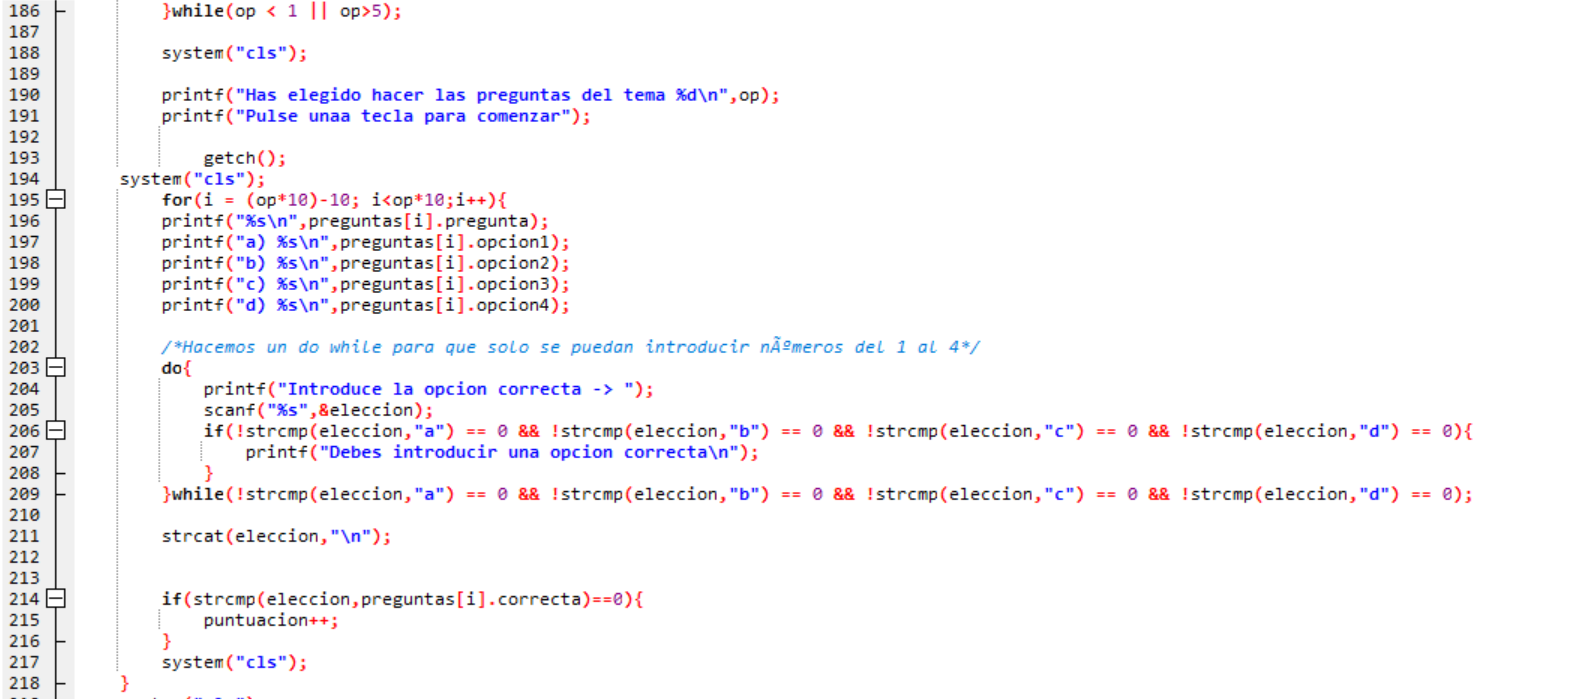 186 }while(op < 1 || op>5);
187
188 system("cls");
189
190 printf("Has elegido hacer las preguntas del tema %d\n",op);
191 printf("Pulse unaa tecla para comenzar");
192
193 getch();
194 system("cls");
195 for(i = (op*10)-10; i<op*10;i++){
196 printf("%s\n",preguntas[i].pregunta);
197 printf("a) %s\n",preguntas[i].opcion1);
198 printf("b) %s\n",preguntas[i].opcion2);
199 printf("c) %s\n",preguntas[i].opcion3);
200 printf("d) %s\n",preguntas[i].opcion4);
201
202 /*Hacemos un do while para que solo se puedan introducir nÃºmeros del 1 al 4*/
203 do{
204 printf("Introduce la opcion correcta -> ");
205 scanf("%s",&eleccion);
206 if(!strcmp(eleccion,"a") == 0 && !strcmp(eleccion,"b") == 0 && !strcmp(eleccion,"c") == 0 && !strcmp(eleccion,"d") == 0){
207 printf("Debes introducir una opcion correcta\n");
208 }
209 }while(!strcmp(eleccion,"a") == 0 && !strcmp(eleccion,"b") == 0 && !strcmp(eleccion,"c") == 0 && !strcmp(eleccion,"d") == 0);
210
211 strcat(eleccion,"\n");
212
213
214 if(strcmp(eleccion,preguntas[i].correcta)==0){
215 puntuacion++;
216 }
217 system("cls");
218 }